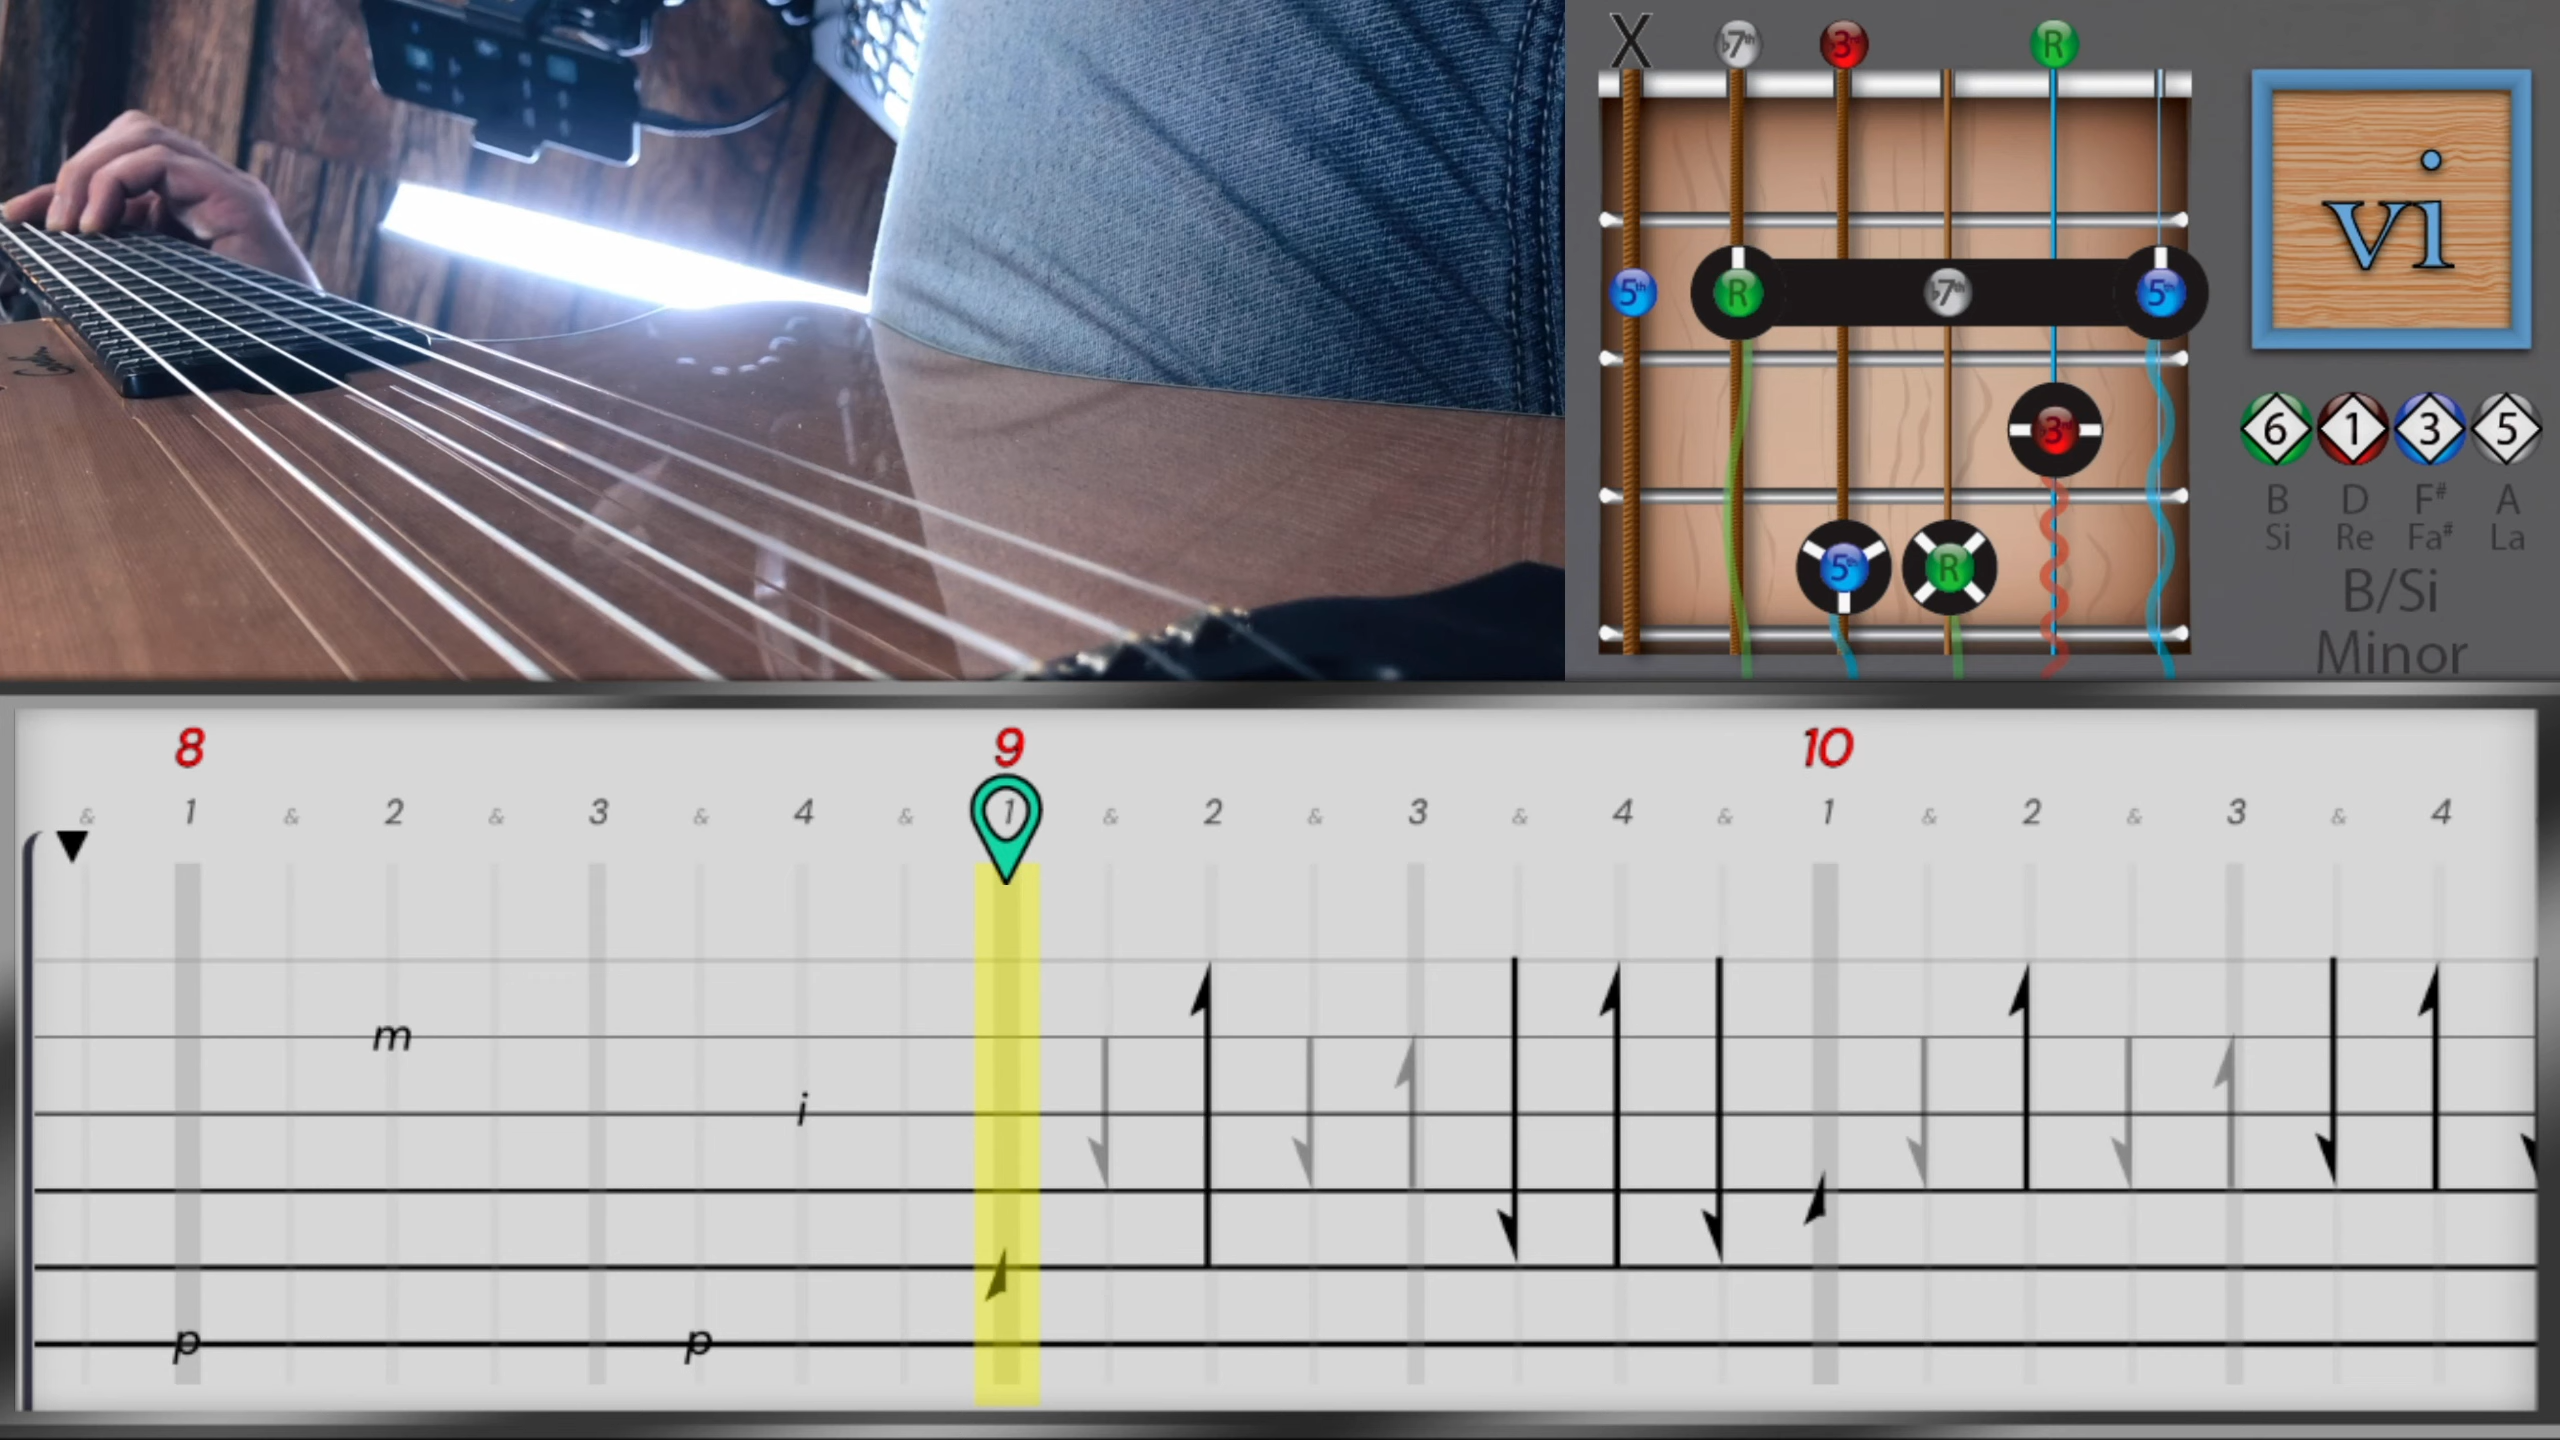 X ♭7th ♭3rd R
5th R ♭7th 5th
♭3rd
5th R
vi
6 1 3 5
B D F# A
Si Re Fa# La
B/Si
Minor
8 9 10
& 1 & 2 & 3 & 4 & 1 & 2 & 3 & 4 & 1 & 2 & 3 & 4
m
i
p p